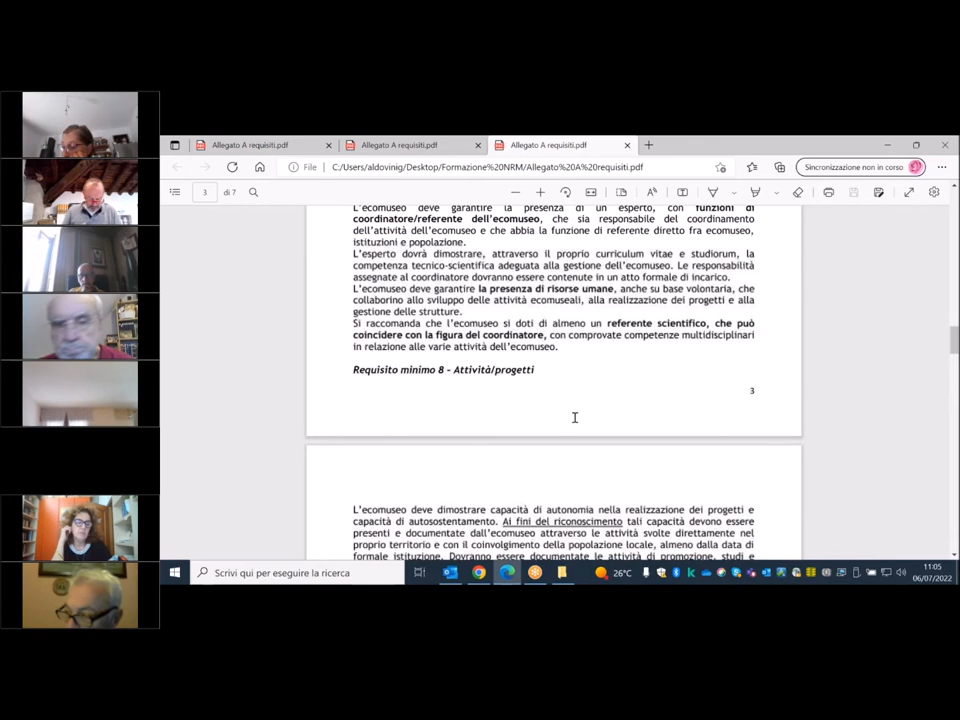 Allegato A requisiti.pdf
Allegato A requisiti.pdf
Allegato A requisiti.pdf
File
C:/Users/aldovinig/Desktop/Formazione%20NRM/Allegato%20A%20requisiti.pdf
Sincronizzazione non in corso
3
di 7
L'ecomuseo deve garantire la presenza di un esperto, con funzioni di
coordinatore/referente dell'ecomuseo, che sia responsabile del coordinamento
dell'attività dell'ecomuseo e che abbia la funzione di referente diretto fra ecomuseo,
istituzioni e popolazione.
L'esperto dovrà dimostrare, attraverso il proprio curriculum vitae e studiorum, la
competenza tecnico-scientifica adeguata alla gestione dell'ecomuseo. Le responsabilità
assegnate al coordinatore dovranno essere contenute in un atto formale di incarico.
L'ecomuseo deve garantire la presenza di risorse umane, anche su base volontaria, che
collaborino allo sviluppo delle attività ecomuseali, alla realizzazione dei progetti e alla
gestione delle strutture.
Si raccomanda che l'ecomuseo si doti di almeno un referente scientifico, che può
coincidere con la figura del coordinatore, con comprovate competenze multidisciplinari
in relazione alle varie attività dell'ecomuseo.
Requisito minimo 8 - Attività/progetti
3
L'ecomuseo deve dimostrare capacità di autonomia nella realizzazione dei progetti e
capacità di autosostentamento. Ai fini del riconoscimento tali capacità devono essere
presenti e documentate dall'ecomuseo attraverso le attività svolte direttamente nel
proprio territorio e con il coinvolgimento della popolazione locale, almeno dalla data di
formale istituzione. Dovranno essere documentate le attività di promozione, studi e
Scrivi qui per eseguire la ricerca
26°C
11:05
06/07/2022